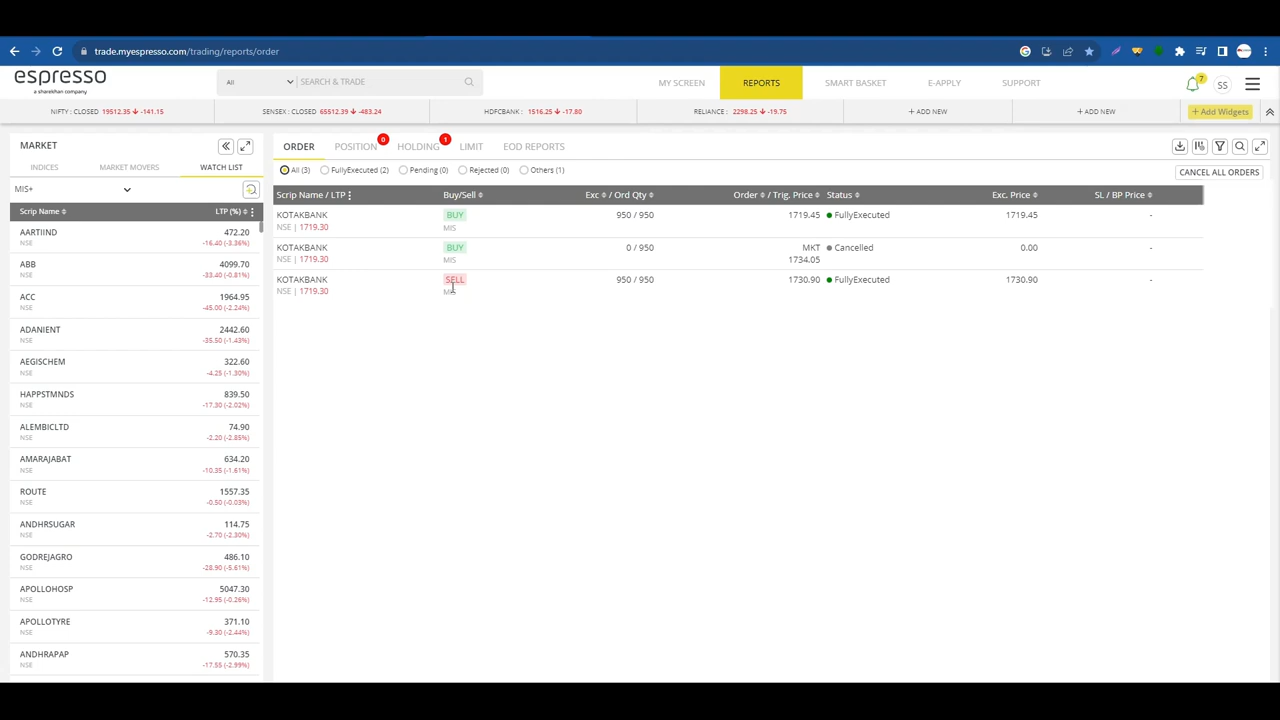 trade.myespresso.com/trading/reports/order
espresso
a sharekhan company
All
SEARCH & TRADE
MY SCREEN
REPORTS
SMART BASKET
E-APPLY
SUPPORT
7
SS
NIFTY : CLOSED 19512.35 -141.15
SENSEX : CLOSED 65512.39 -483.24
HDFCBANK : 1516.25 -17.80
RELIANCE : 2298.25 -19.75
+ ADD NEW
+ ADD NEW
+ Add Widgets
MARKET
INDICES
MARKET MOVERS
WATCH LIST
MIS+
Scrip Name
LTP (%)
AARTIIND 472.20
NSE -16.40 (-3.36%)
ABB 4099.70
NSE -33.40 (-0.81%)
ACC 1964.95
NSE -45.00 (-2.24%)
ADANIENT 2442.60
NSE -35.50 (-1.43%)
AEGISCHEM 322.60
NSE -4.25 (-1.30%)
HAPPSTMNDS 839.50
NSE -17.30 (-2.02%)
ALEMBICLTD 74.90
NSE -2.20 (-2.85%)
AMARAJABAT 634.20
NSE -10.35 (-1.61%)
ROUTE 1557.35
NSE -0.50 (-0.03%)
ANDHRSUGAR 114.75
NSE -2.70 (-2.30%)
GODREJAGRO 486.10
NSE -28.90 (-5.61%)
APOLLOHOSP 5047.30
NSE -12.95 (-0.26%)
APOLLOTYRE 371.10
NSE -9.30 (-2.44%)
ANDHRAPAP 570.35
NSE -17.55 (-2.99%)
ORDER
POSITION 0
HOLDING 1
LIMIT
EOD REPORTS
All (3)
FullyExecuted (2)
Pending (0)
Rejected (0)
Others (1)
CANCEL ALL ORDERS
Scrip Name / LTP Buy/Sell Exc / Ord Qty Order / Trig. Price Status Exc. Price SL / BP Price
KOTAKBANK BUY 950 / 950 1719.45 FullyExecuted 1719.45 -
NSE | 1719.30 MIS
KOTAKBANK BUY 0 / 950 MKT Cancelled 0.00 -
NSE | 1719.30 MIS 1734.05
KOTAKBANK SELL 950 / 950 1730.90 FullyExecuted 1730.90 -
NSE | 1719.30 MIS